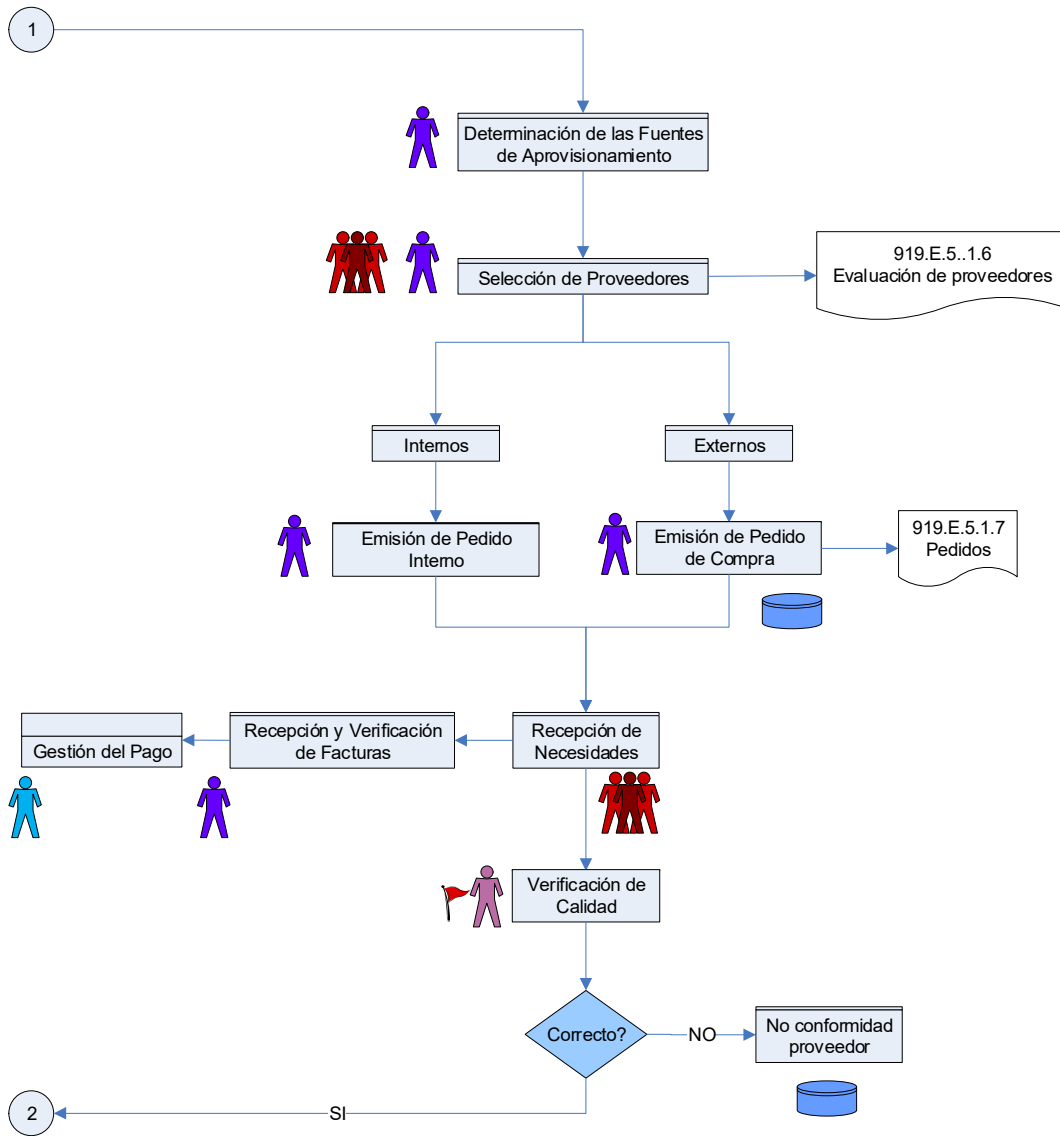 1
Determinación de las Fuentes
de Aprovisionamiento
Selección de Proveedores
919.E.5..1.6
Evaluación de proveedores
Internos
Externos
Emisión de Pedido
Interno
Emisión de Pedido
de Compra
919.E.5.1.7
Pedidos
Gestión del Pago
Recepción y Verificación
de Facturas
Recepción de
Necesidades
Verificación de
Calidad
Correcto?
NO
No conformidad
proveedor
SI
2